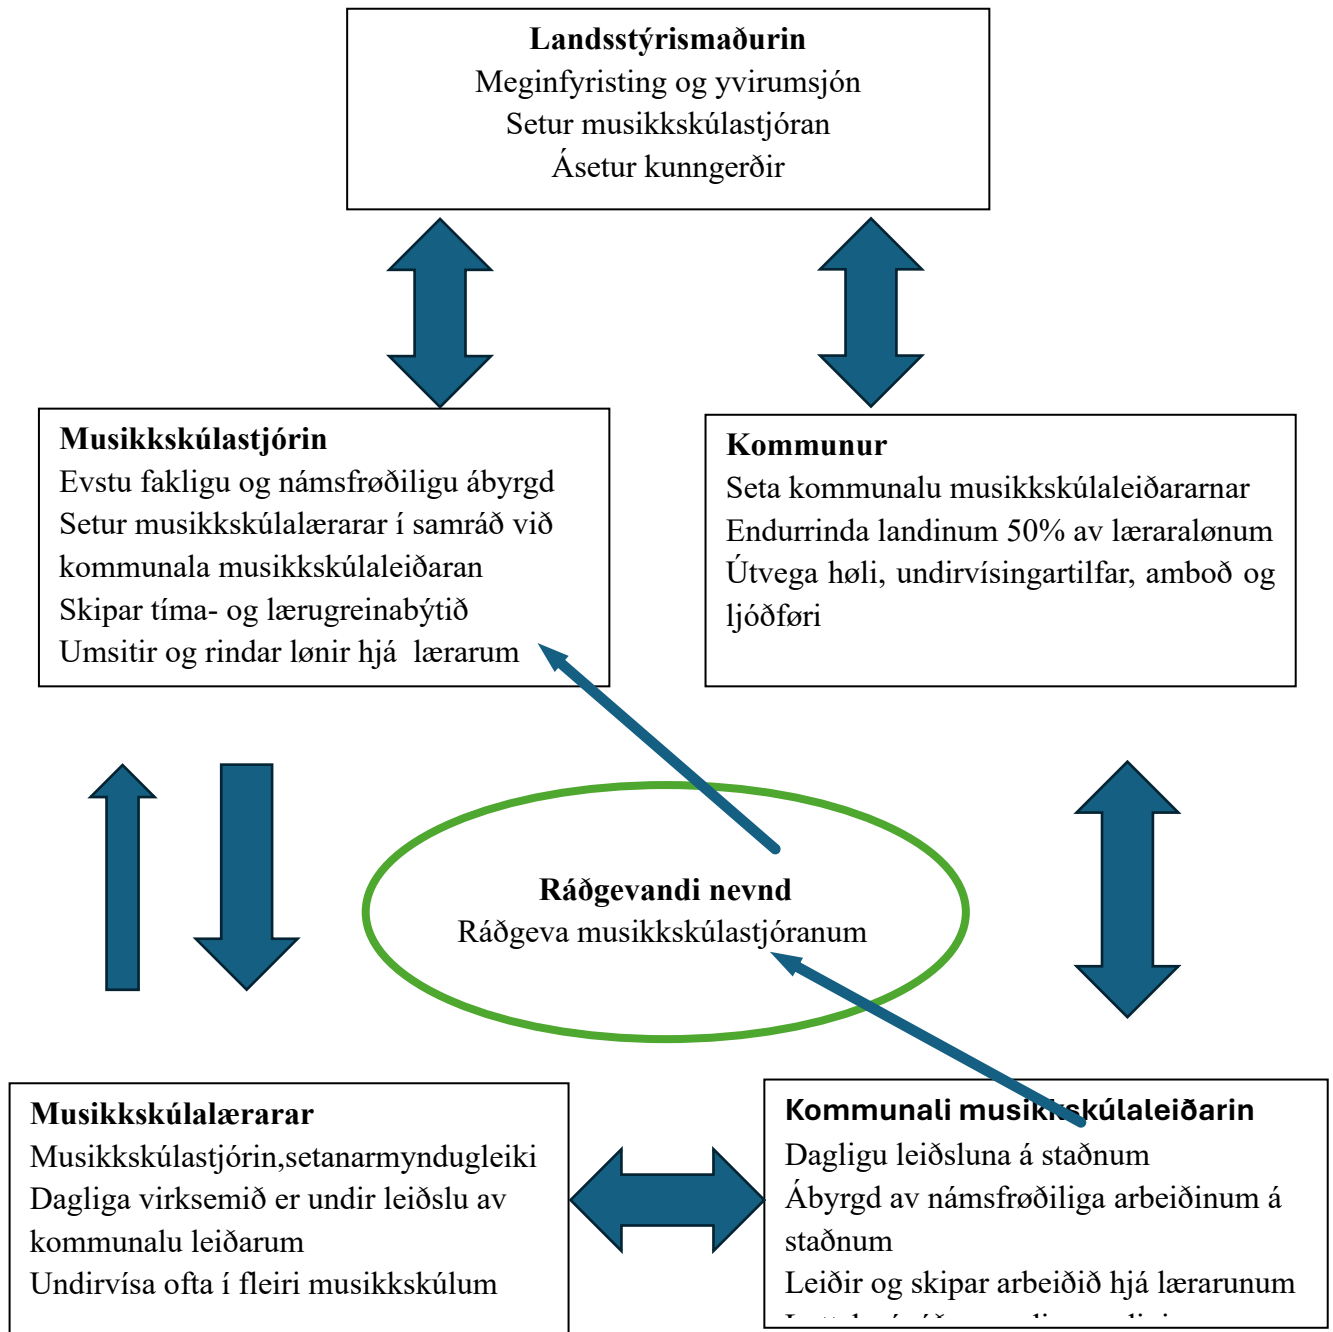 Landsstýrismaðurin
Meginfyristing og yvirumsjón
Setur musikkskúlastjóran
Ásetur kunngerðir
Musikkskúlastjórin
Evstu fakligu og námsfrøðiligu ábyrgd
Setur musikkskúlalærarar í samráð við
kommunala musikkskúlaleiðaran
Skipar tíma- og lærugreinabýtið
Umsitir og rindar lønir hjá lærarum
Kommunur
Seta kommunalu musikkskúlaleiðararnar
Endurrinda landinum 50% av læraralønum
Útvega høli, undirvísingartilfar, amboð og
ljóðføri
Ráðgevandi nevnd
Ráðgeva musikkskúlastjóranum
Musikkskúlalærarar
Musikkskúlastjórin,setanarmyndugleiki
Dagliga virksemið er undir leiðslu av
kommunalu leiðarum
Undirvísa ofta í fleiri musikkskúlum
Kommunali musikkskúlaleiðarin
Dagligu leiðsluna á staðnum
Ábyrgd av námsfrøðiliga arbeiðinum á
staðnum
Leiðir og skipar arbeiðið hjá lærarunum